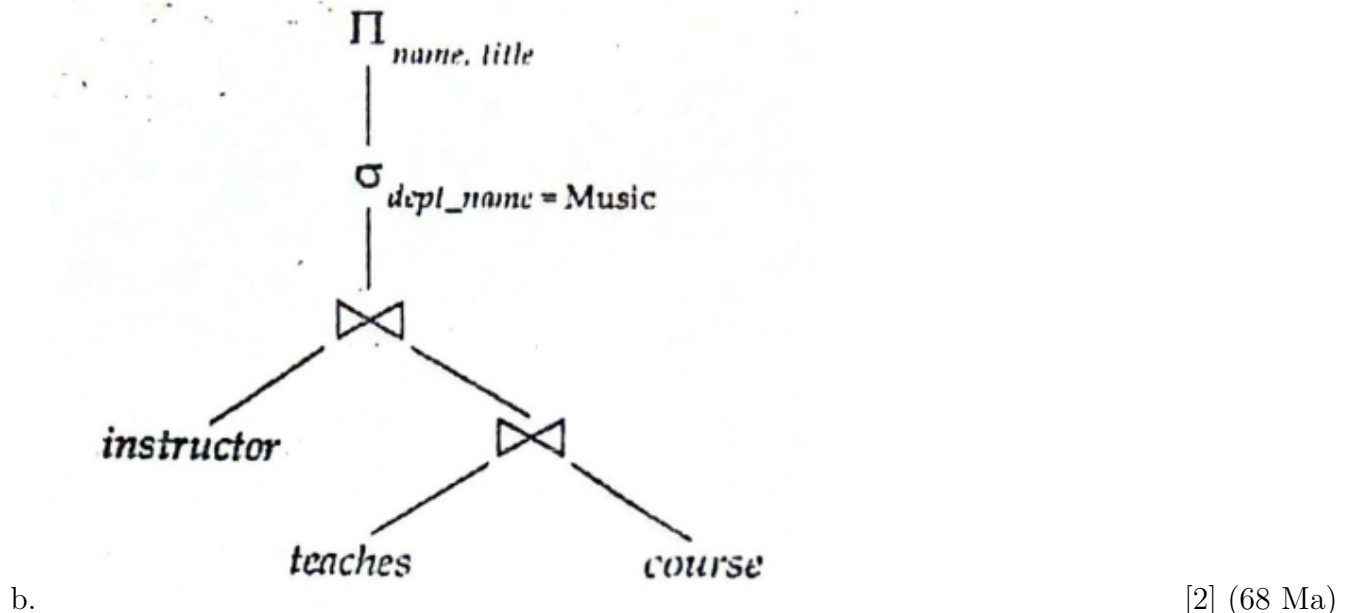 Π name, title
σ dept_name = Music
⋈
instructor
⋈
teaches course
b. [2] (68 Ma)